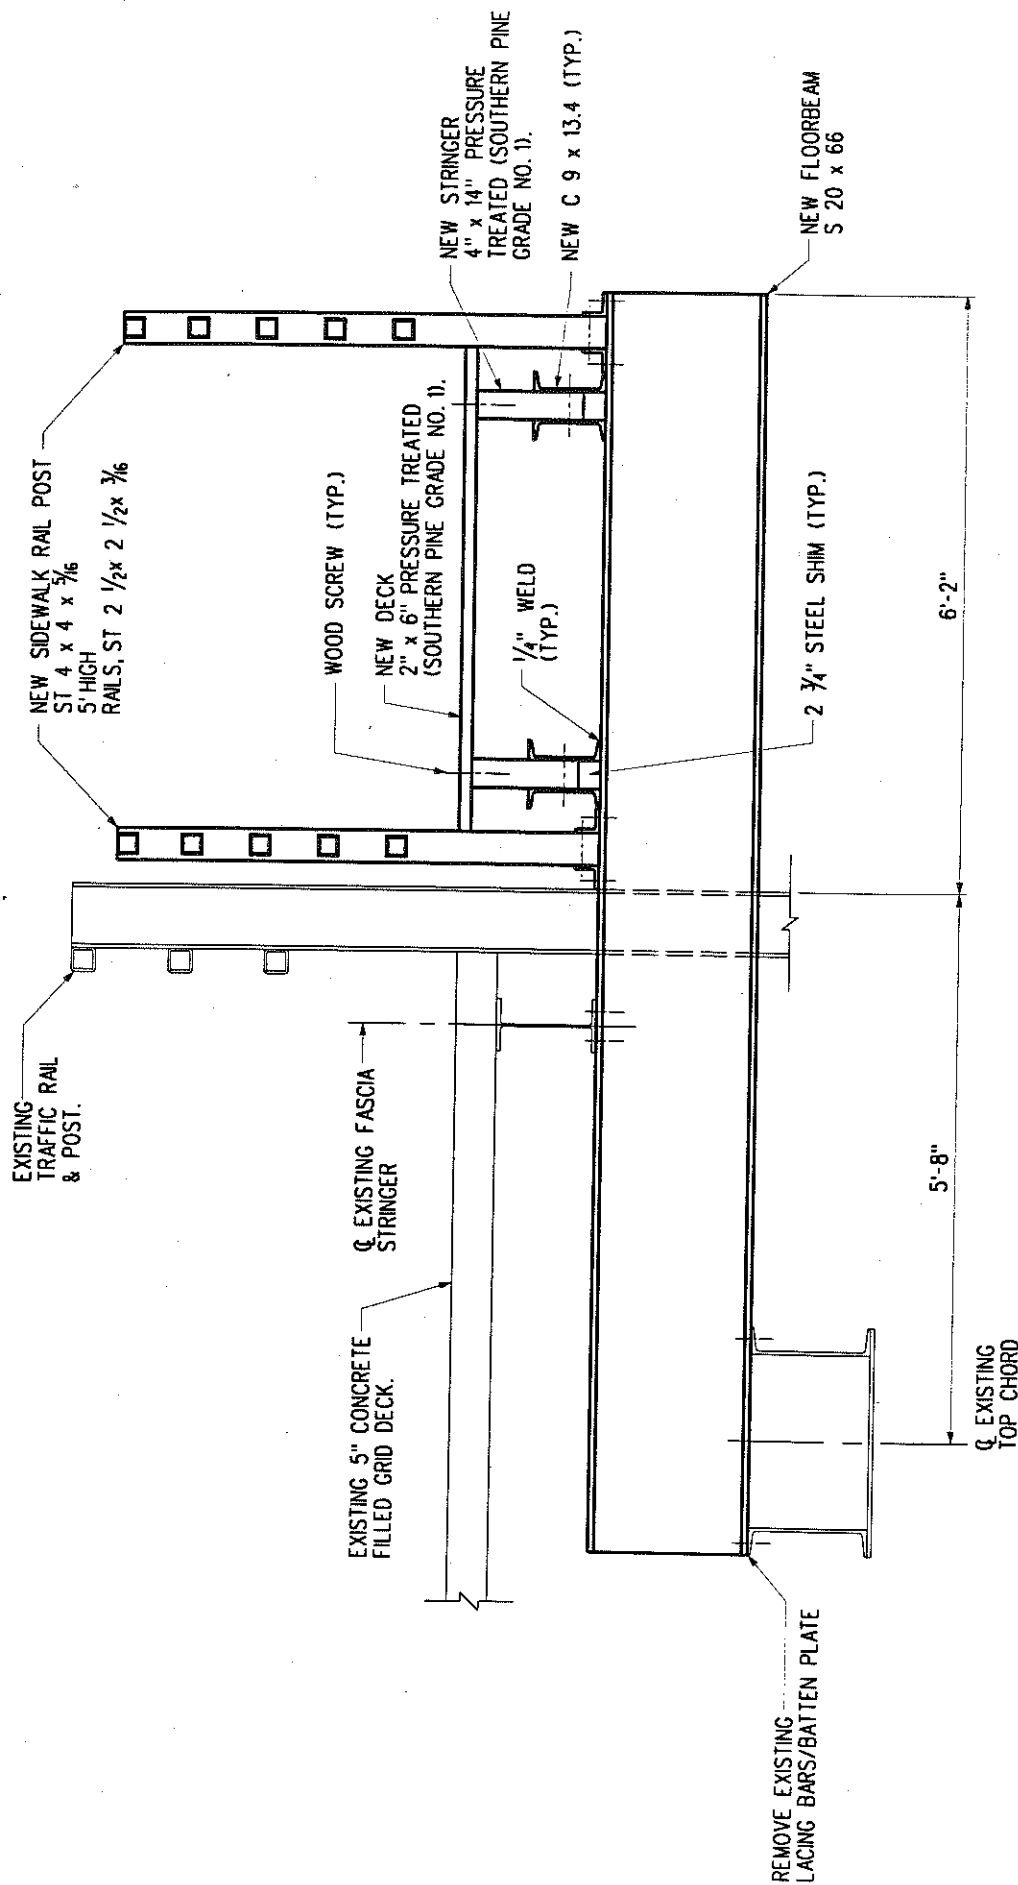 EXISTING
TRAFFIC RAIL
& POST.
NEW SIDEWALK RAIL POST
ST 4 x 4 x 5/16
5' HIGH
RAILS, ST 2 1/2 x 2 1/2 x 3/16
℄ EXISTING FASCIA
STRINGER
EXISTING 5" CONCRETE
FILLED GRID DECK.
WOOD SCREW (TYP.)
NEW DECK
2" x 6" PRESSURE TREATED
(SOUTHERN PINE GRADE NO. 1).
1/4" WELD
(TYP.)
NEW STRINGER
4" x 14" PRESSURE
TREATED (SOUTHERN PINE
GRADE NO. 1).
NEW C 9 x 13.4 (TYP.)
2 3/4" STEEL SHIM (TYP.)
NEW FLOORBEAM
S 20 x 66
REMOVE EXISTING
LACING BARS/BATTEN PLATE
℄ EXISTING
TOP CHORD
5'-8"
6'-2"